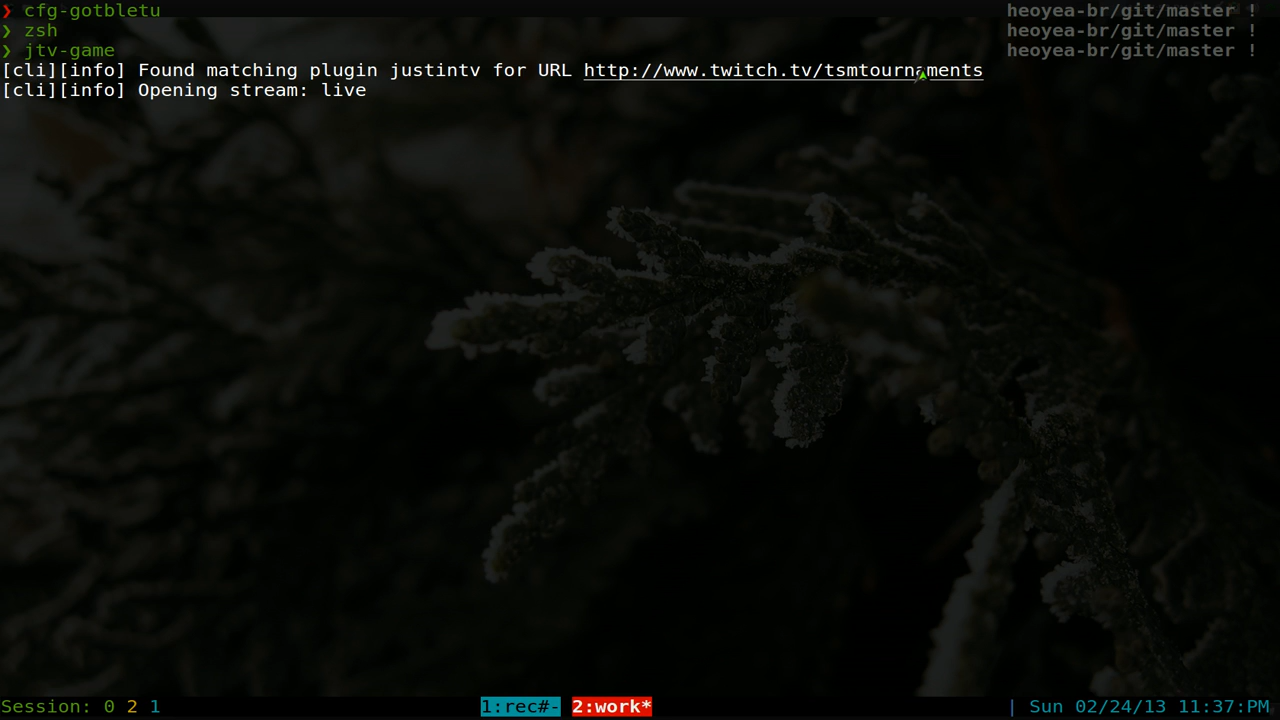 ❯ cfg-gotbletu heoyea-br/git/master !
❯ zsh heoyea-br/git/master !
❯ jtv-game heoyea-br/git/master !
[cli][info] Found matching plugin justintv for URL http://www.twitch.tv/tsmtournaments
[cli][info] Opening stream: live
Session: 0 2 1 1:rec#- 2:work* | Sun 02/24/13 11:37:PM